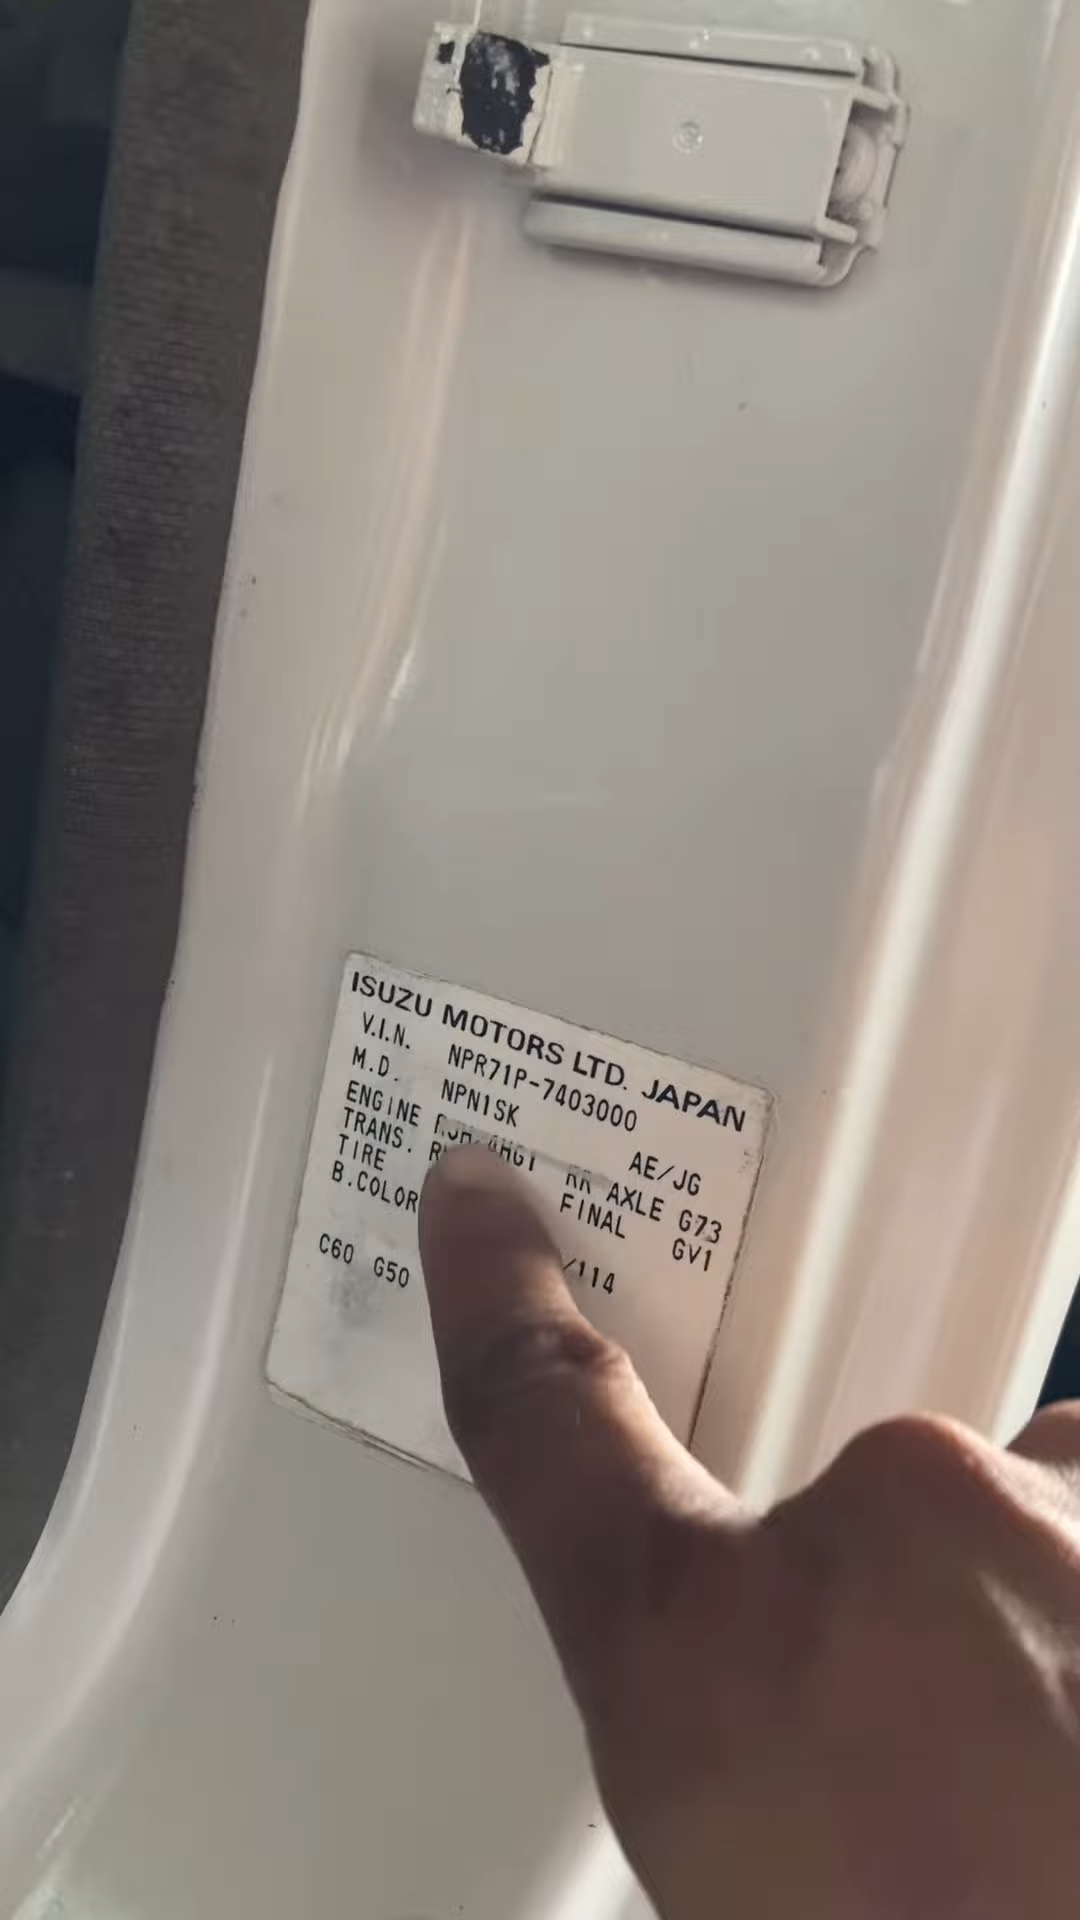 ISUZU MOTORS LTD. JAPAN
V.I.N. NPR71P-7403000
M.D. NPN1SK AE/JG
ENGINE RR AXLE G73
TRANS. FINAL GV1
TIRE
B.COLOR /114
C60 G50